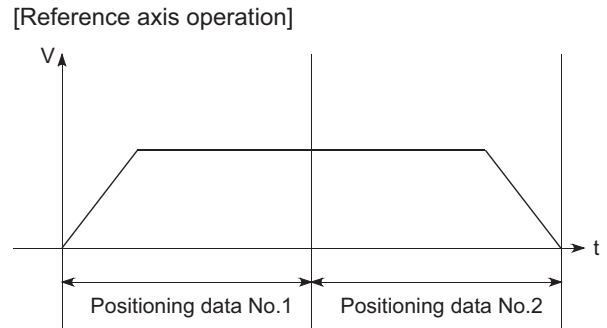 [Reference axis operation]
V
t
Positioning data No.1
Positioning data No.2